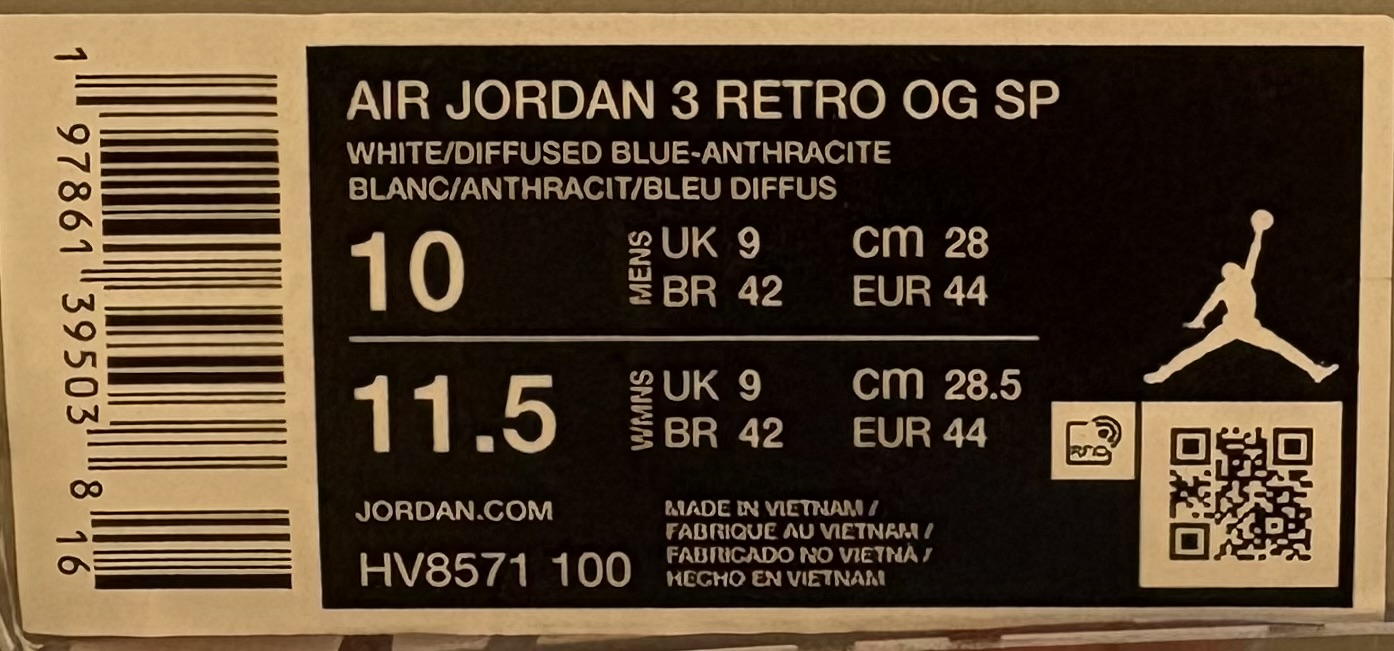 1 97861 39503 8 16
AIR JORDAN 3 RETRO OG SP
WHITE/DIFFUSED BLUE-ANTHRACITE
BLANC/ANTHRACIT/BLEU DIFFUS
10 MENS UK 9 cm 28
BR 42 EUR 44
11.5 WMNS UK 9 cm 28.5
BR 42 EUR 44
JORDAN.COM
HV8571 100
MADE IN VIETNAM /
FABRIQUE AU VIETNAM /
FABRICADO NO VIETNÃ /
HECHO EN VIETNAM
RFID